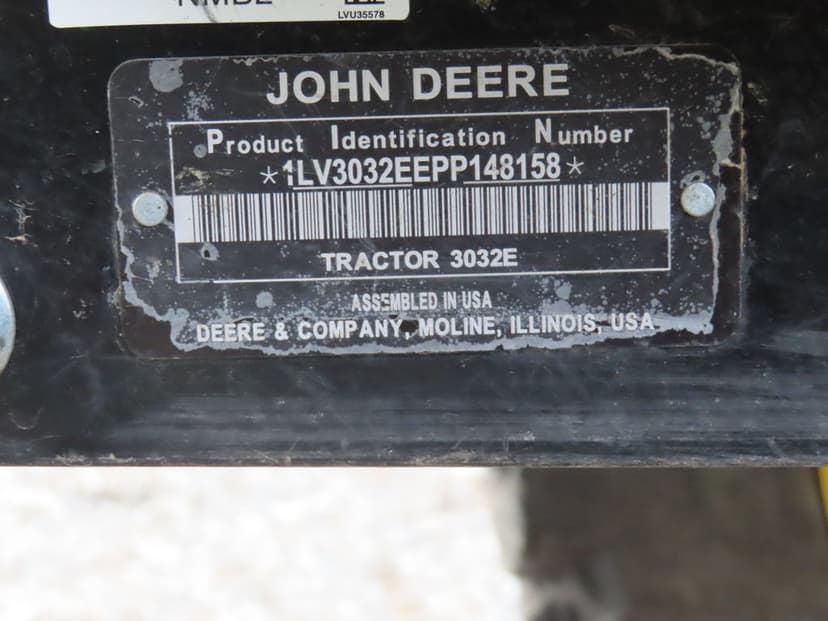 LVU35578
JOHN DEERE
Product Identification Number
*1LV3032EEPP148158*
TRACTOR 3032E
ASSEMBLED IN USA
DEERE & COMPANY, MOLINE, ILLINOIS, USA